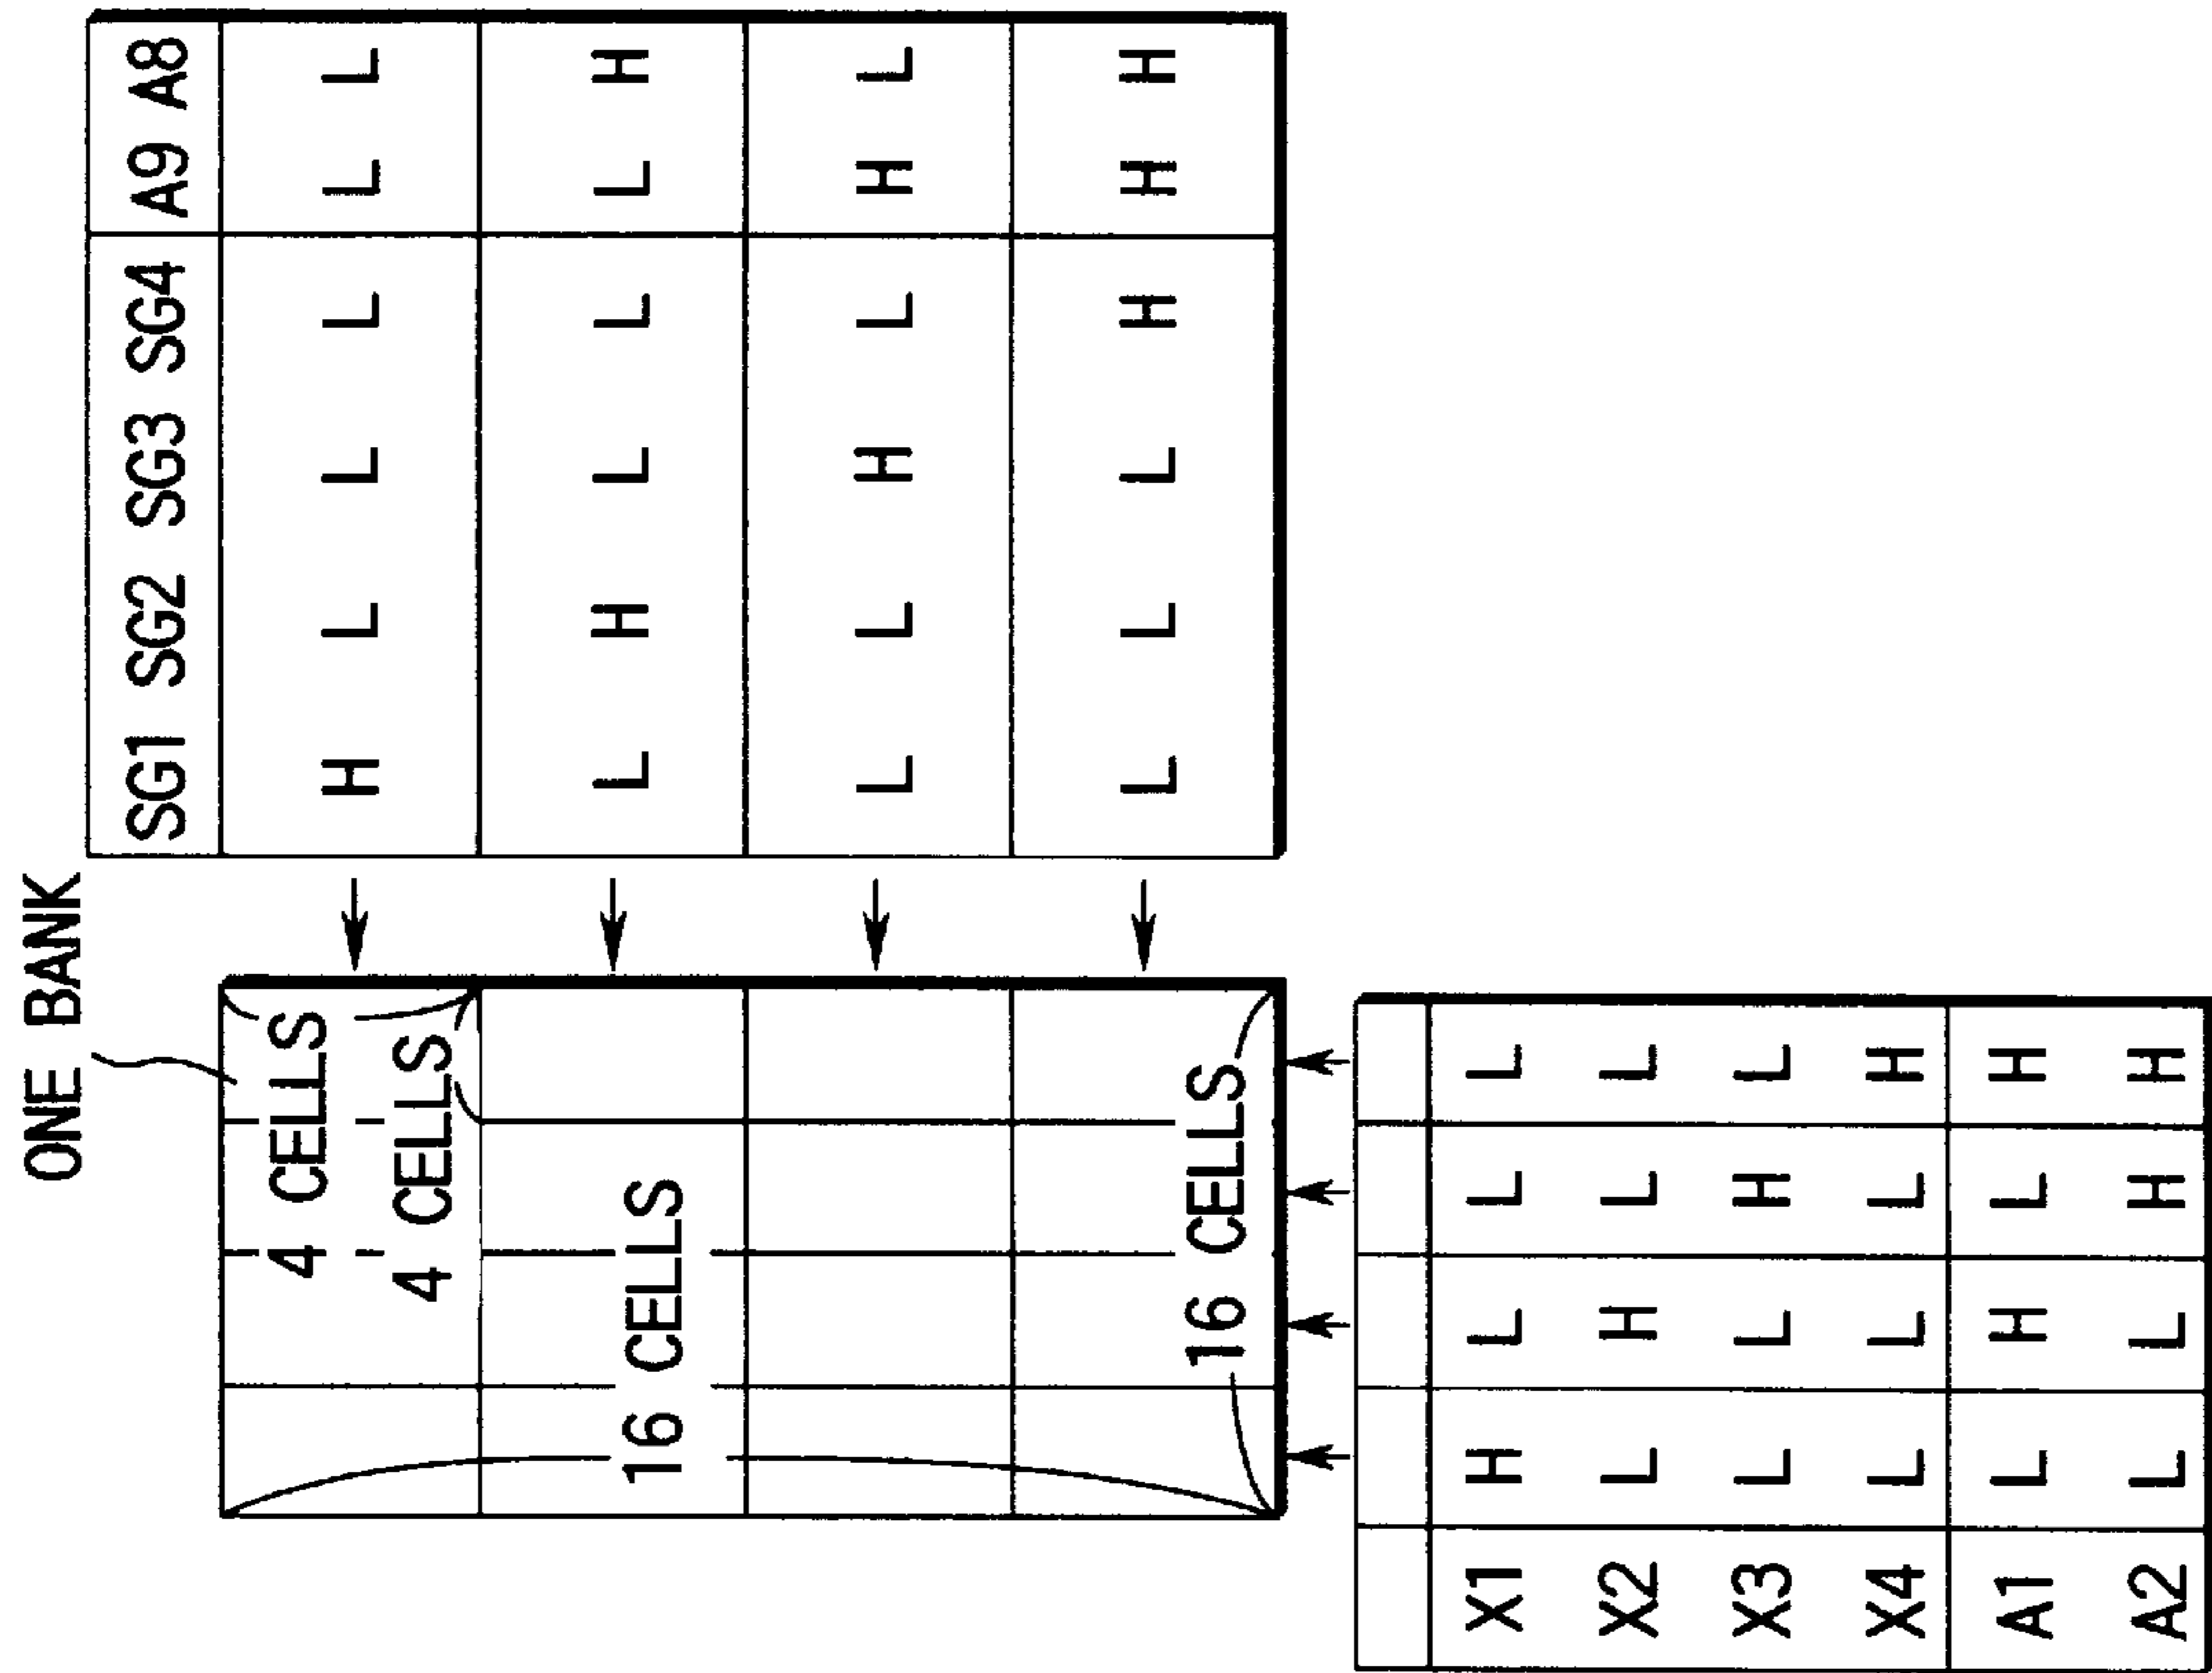 ONE BANK
SG1 SG2 SG3 SG4 A9 A8
4 CELLS
H L L L L L
4 CELLS
L H L L L H
16 CELLS
L L H L H L
L L L H H H
16 CELLS
X1 H L L L
X2 L H L L
X3 L L H L
X4 L L L H
A1 L H L H
A2 L L H H